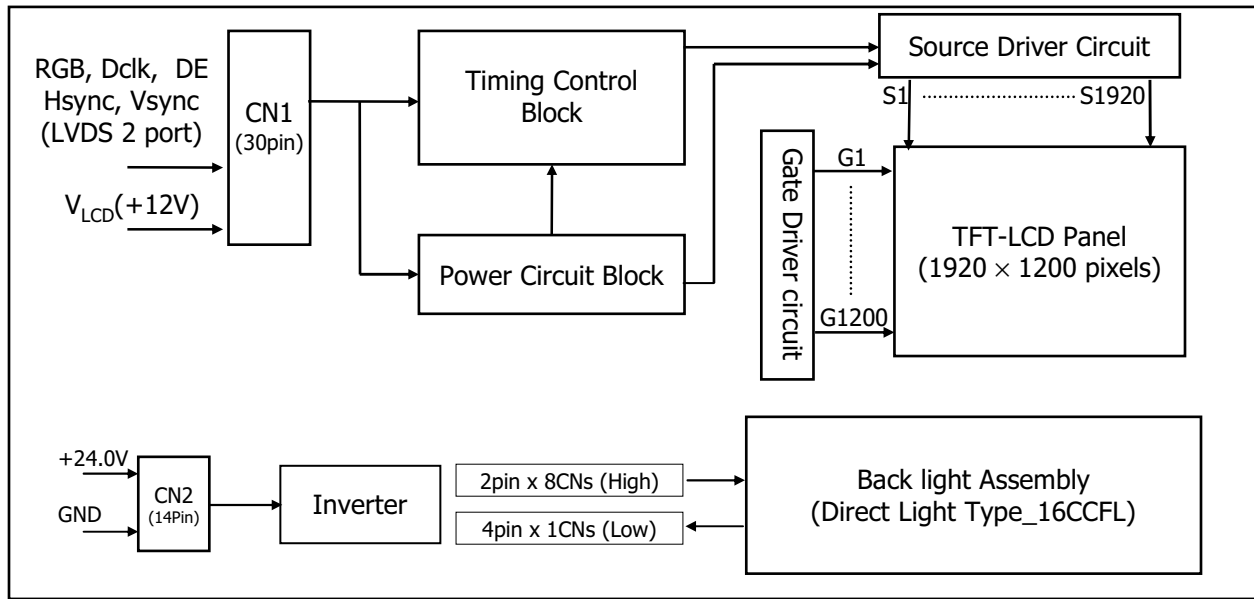 RGB, Dclk,  DE
Hsync, Vsync
(LVDS 2 port)
V_LCD(+12V)
CN1
(30pin)
Timing Control
Block
Power Circuit Block
Source Driver Circuit
S1
S1920
Gate Driver circuit
G1
G1200
TFT-LCD Panel
(1920 × 1200 pixels)
+24.0V
GND
CN2
(14Pin)
Inverter
2pin x 8CNs (High)
4pin x 1CNs (Low)
Back light Assembly
(Direct Light Type_16CCFL)